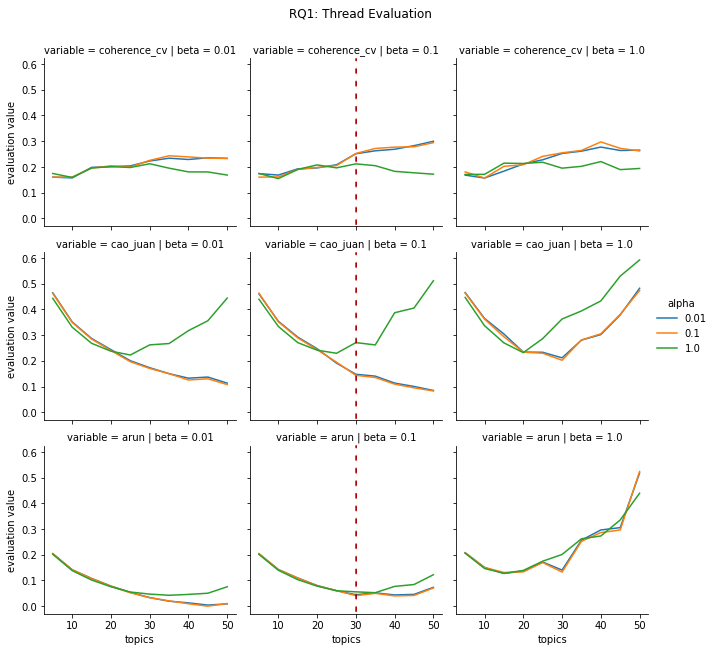 RQ1: Thread Evaluation
variable = coherence_cv | beta = 0.01
variable = coherence_cv | beta = 0.1
variable = coherence_cv | beta = 1.0
0.6
0.5
0.4
0.3
0.2
0.1
0.0
evaluation value
variable = cao_juan | beta = 0.01
variable = cao_juan | beta = 0.1
variable = cao_juan | beta = 1.0
0.6
0.5
0.4
0.3
0.2
0.1
0.0
evaluation value
alpha
0.01
0.1
1.0
variable = arun | beta = 0.01
variable = arun | beta = 0.1
variable = arun | beta = 1.0
0.6
0.5
0.4
0.3
0.2
0.1
0.0
evaluation value
10 20 30 40 50
10 20 30 40 50
10 20 30 40 50
topics
topics
topics